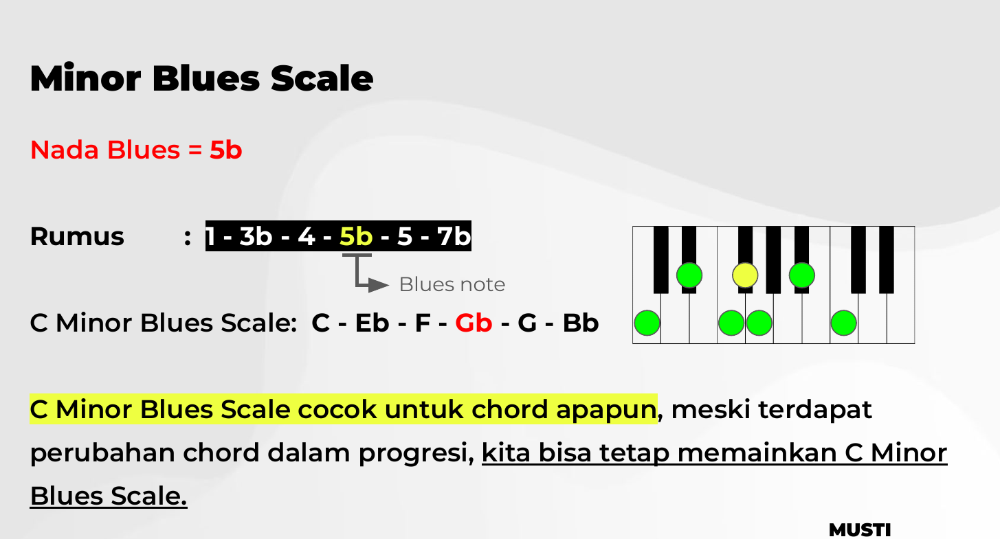 Minor Blues Scale
Nada Blues = 5b
Rumus : 1 - 3b - 4 - 5b - 5 - 7b
Blues note
C Minor Blues Scale: C - Eb - F - Gb - G - Bb
C Minor Blues Scale cocok untuk chord apapun, meski terdapat
perubahan chord dalam progresi, kita bisa tetap memainkan C Minor
Blues Scale.
MUSTI